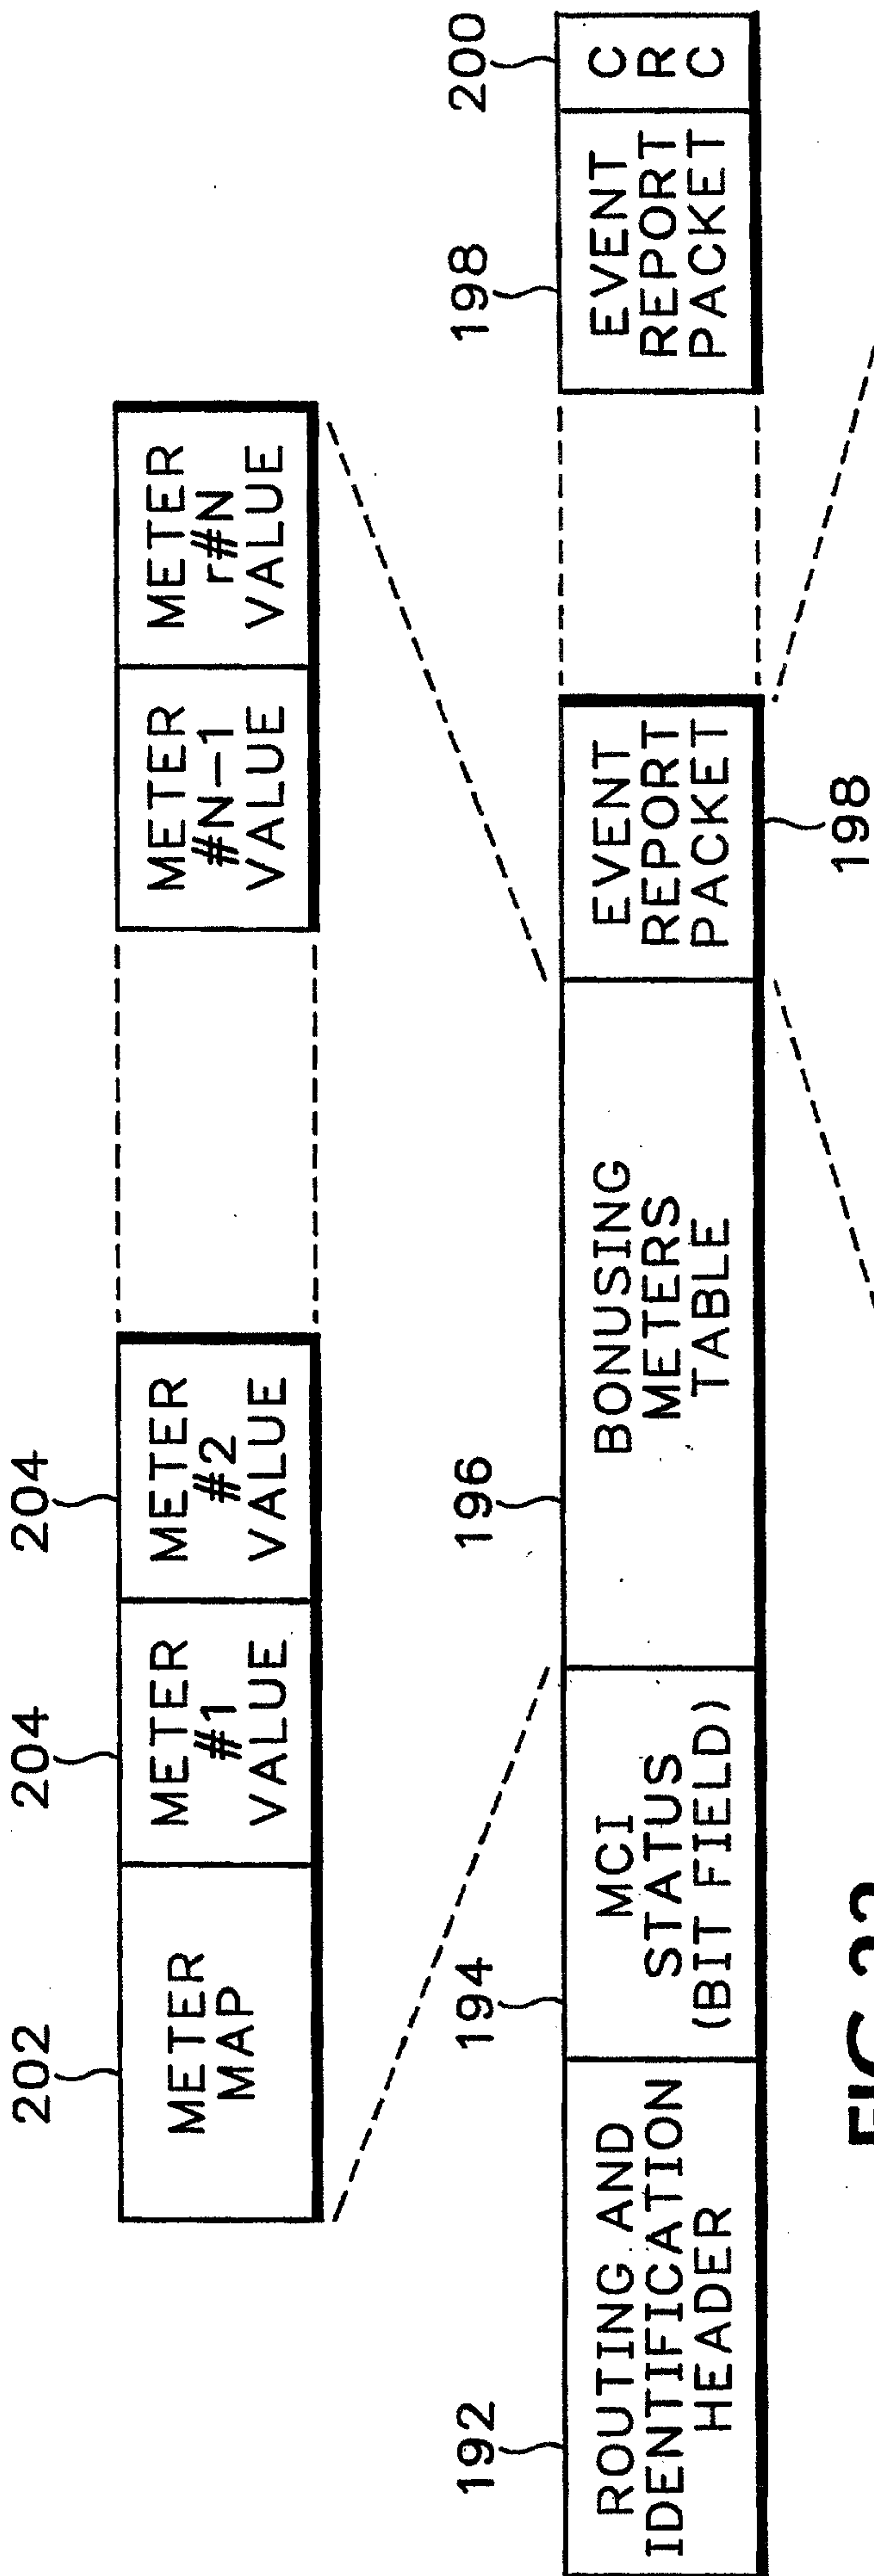 202
204
204
METER
MAP
METER
#1
VALUE
METER
#2
VALUE
METER
#N-1
VALUE
METER
r#N
VALUE
192
194
196
198
200
ROUTING AND
IDENTIFICATION
HEADER
MCI
STATUS
(BIT FIELD)
BONUSING
METERS
TABLE
EVENT
REPORT
PACKET
EVENT
REPORT
PACKET
C
R
C
198